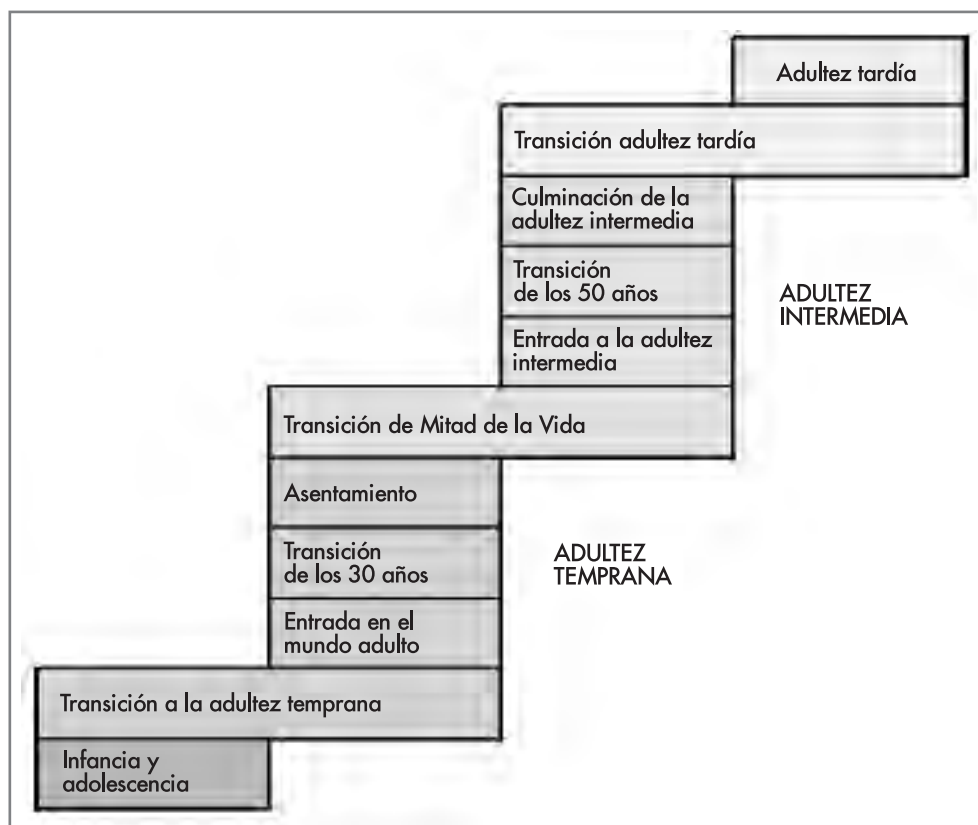 Adultez tardía
Transición adultez tardía
Culminación de la
adultez intermedia
Transición
de los 50 años
Entrada a la adultez
intermedia
ADULTEZ
INTERMEDIA
Transición de Mitad de la Vida
Asentamiento
Transición
de los 30 años
Entrada en el
mundo adulto
ADULTEZ
TEMPRANA
Transición a la adultez temprana
Infancia y
adolescencia